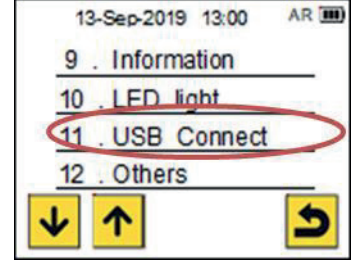 13-Sep-2019 13:00 AR
9 . Information
10 . LED light
11 . USB Connect
12 . Others